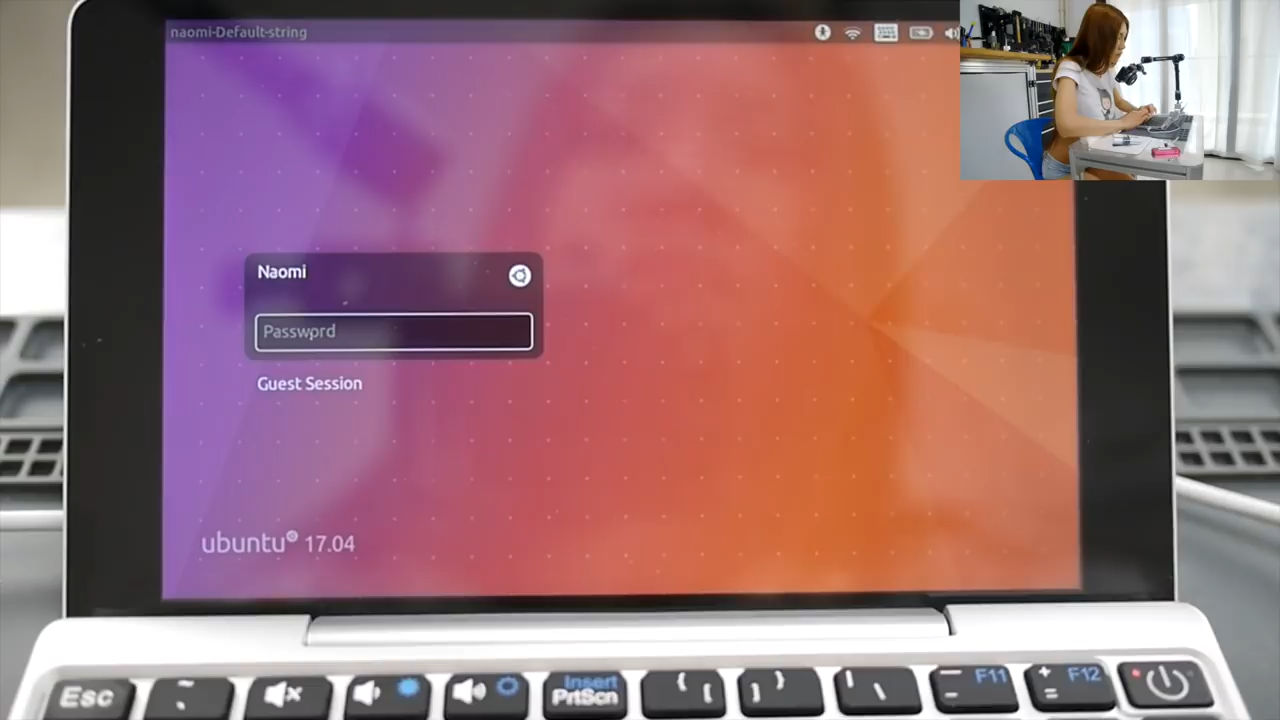 naomi-Default-string
Naomi
Password
Guest Session
ubuntu 17.04
Esc ~ Insert PrtScn { [ } ] | \ — - F11 + = F12